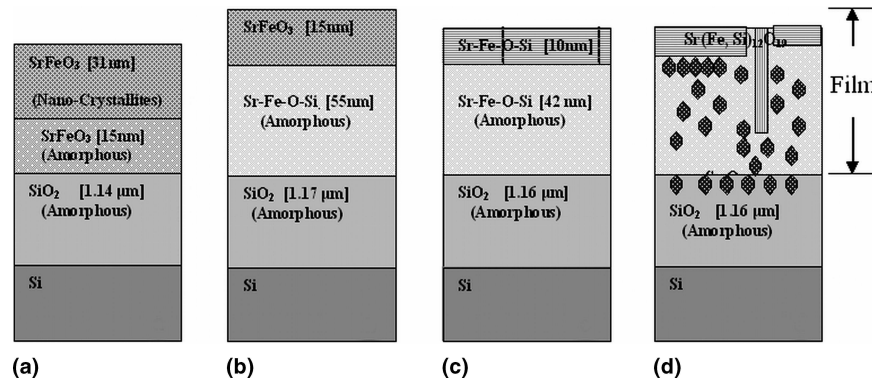 SrFeO₃ [31nm]
(Nano-Crystallites)
SrFeO₃ [15nm]
(Amorphous)
SiO₂ [1.14 μm]
(Amorphous)
Si
(a)
SrFeO₃ [15nm]
Sr-Fe-O-Si [55nm]
(Amorphous)
SiO₂ [1.17 μm]
(Amorphous)
Si
(b)
Sr-Fe-O-Si [10nm]
Sr-Fe-O-Si [42 nm]
(Amorphous)
SiO₂ [1.16 μm]
(Amorphous)
Si
(c)
Sr(Fe, Si)₁₂O₁₉
Film
SiO₂ [1.16 μm]
(Amorphous)
Si
(d)